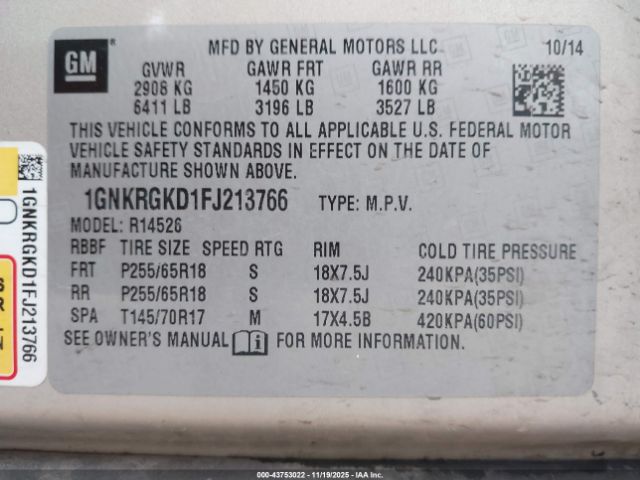 GM
MFD BY GENERAL MOTORS LLC 10/14
GVWR GAWR FRT GAWR RR
2908 KG 1450 KG 1600 KG
6411 LB 3196 LB 3527 LB
THIS VEHICLE CONFORMS TO ALL APPLICABLE U.S. FEDERAL MOTOR
VEHICLE SAFETY STANDARDS IN EFFECT ON THE DATE OF
MANUFACTURE SHOWN ABOVE.
1GNKRGKD1FJ213766 TYPE: M.P.V.
MODEL: R14526
RBBF TIRE SIZE SPEED RTG RIM COLD TIRE PRESSURE
FRT P255/65R18 S 18X7.5J 240KPA(35PSI)
RR P255/65R18 S 18X7.5J 240KPA(35PSI)
SPA T145/70R17 M 17X4.5B 420KPA(60PSI)
SEE OWNER'S MANUAL FOR MORE INFORMATION.
1GNKRGKD1FJ213766
000-43753022 - 11/19/2025 - IAA Inc.